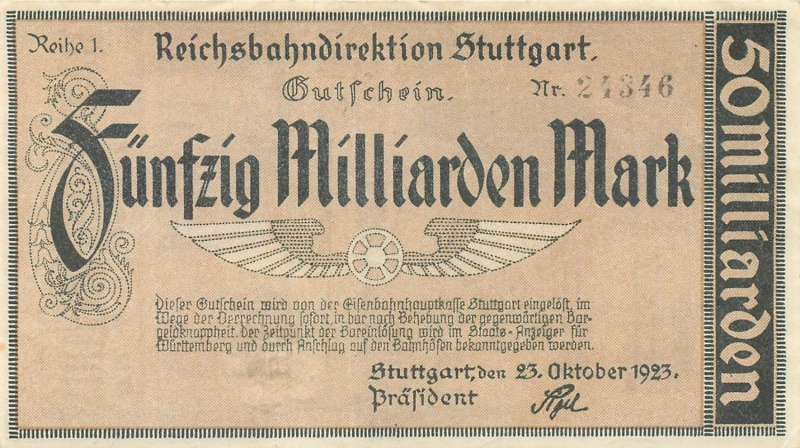 Reihe 1.
Reichsbahndirektion Stuttgart.
Gutschein.
Nr. 24346
Fünfzig Milliarden Mark
50 Milliarden
Dieser Gutschein wird von der Eisenbahnhauptkasse Stuttgart eingelöst, im
Wege der Verrechnung sofort, in bar nach Behebung der gegenwärtigen Bar-
geldknappheit. Der Zeitpunkt der Bareinlösung wird im Staats-Anzeiger für
Württemberg und durch Anschlag auf den Bahnhöfen bekanntgegeben werden.
Stuttgart, den 23. Oktober 1923.
Präsident